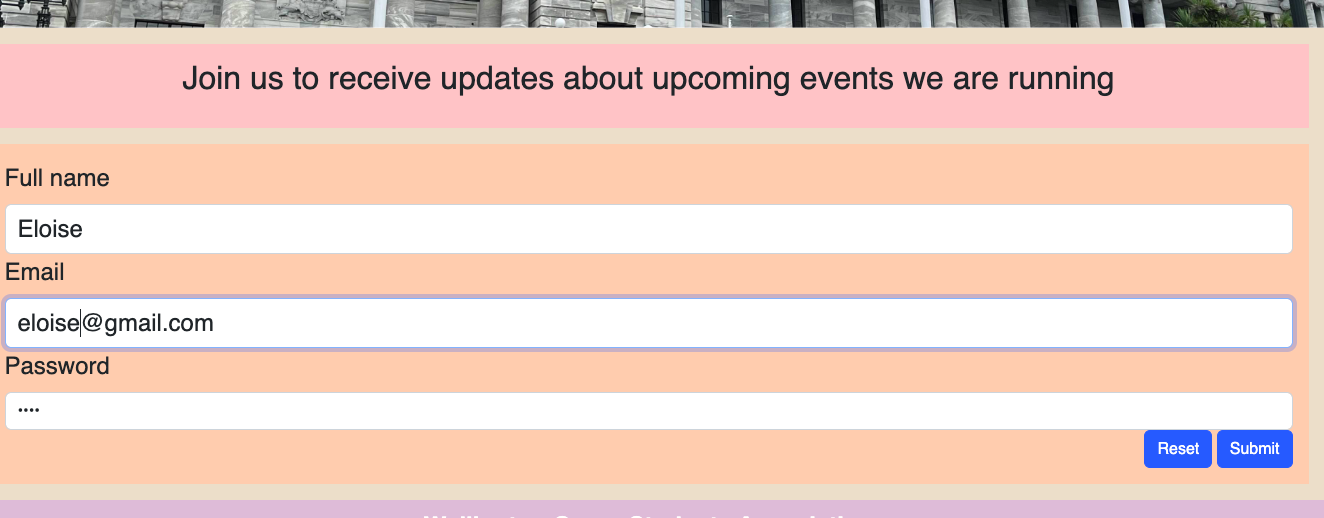 Join us to receive updates about upcoming events we are running
Full name
Eloise
Email
eloise@gmail.com
Password
••••
Reset Submit